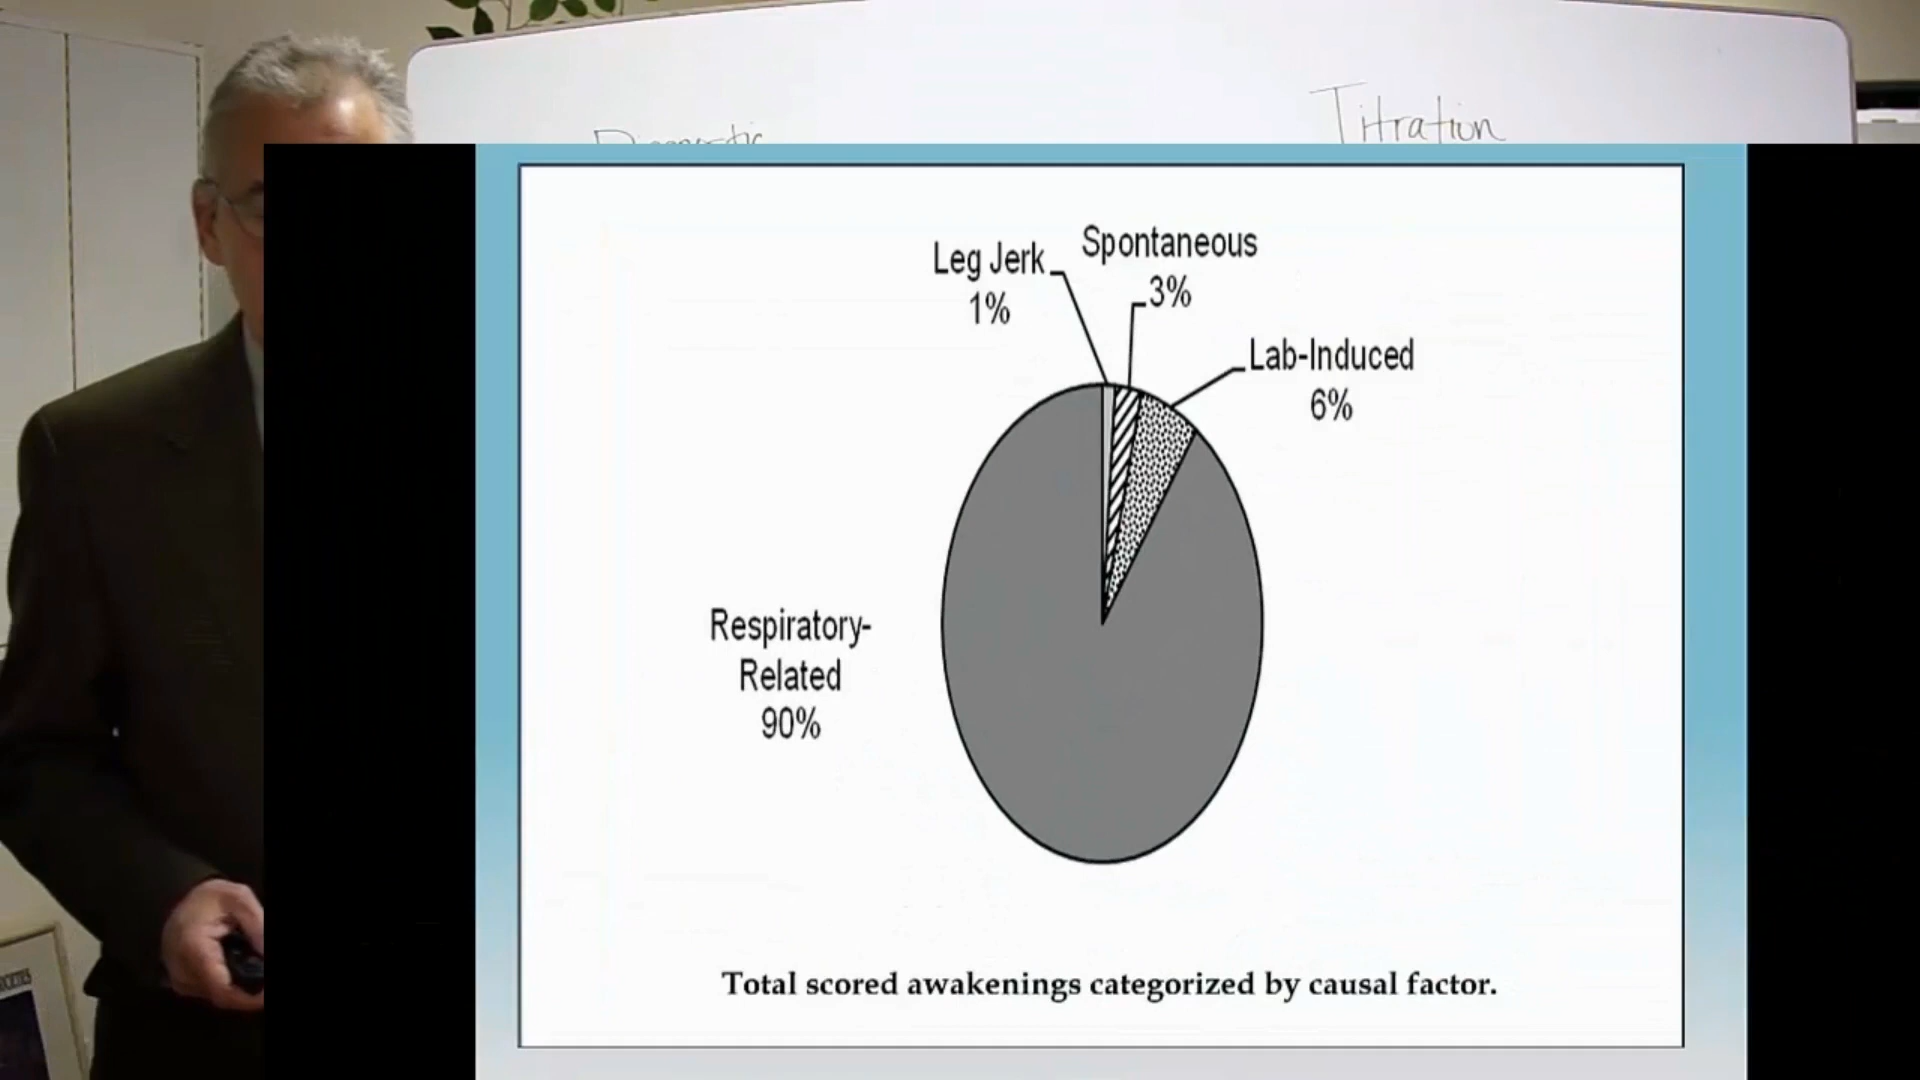 Titration
Leg Jerk
1%
Spontaneous
3%
Lab-Induced
6%
Respiratory-
Related
90%
Total scored awakenings categorized by causal factor.